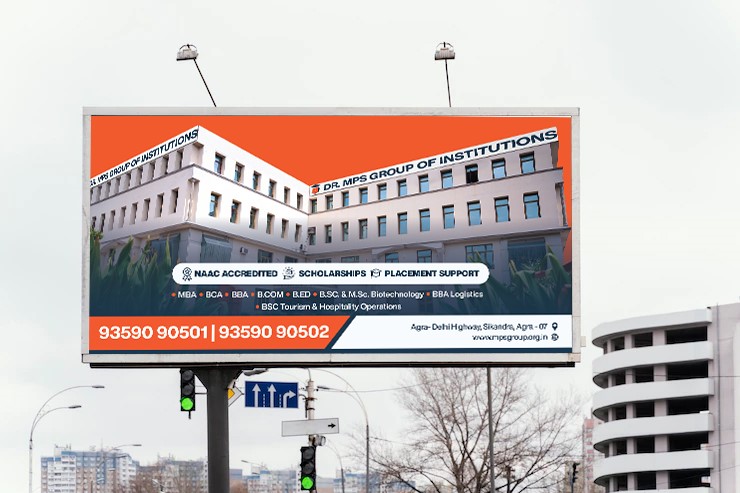 DR. MPS GROUP OF INSTITUTIONS
DR. MPS GROUP OF INSTITUTIONS
NAAC ACCREDITED SCHOLARSHIPS PLACEMENT SUPPORT
• MBA • BCA • BBA • B.COM • B.ED • B.SC. & M.Sc. Biotechnology • BBA Logistics
• BSC Tourism & Hospitality Operations
93590 90501 | 93590 90502
Agra- Delhi Highway, Sikandra, Agra - 07
www.mpsgroup.org.in